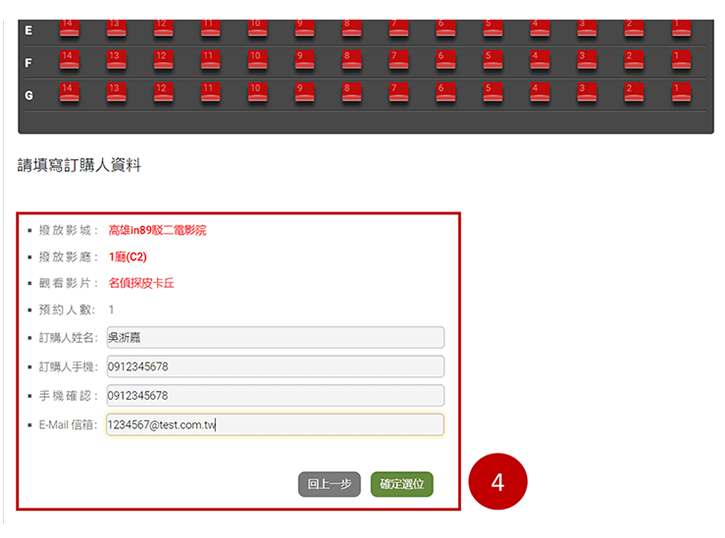 E 14 13 12 11 10 9 8 7 6 5 4 3 2 1
F 14 13 12 11 10 9 8 7 6 5 4 3 2 1
G 14 13 12 11 10 9 8 7 6 5 4 3 2 1
請填寫訂購人資料
▪ 撥放影城： 高雄in89駁二電影院
▪ 撥放影廳： 1廳(C2)
▪ 觀看影片： 名偵探皮卡丘
▪ 預約人數： 1
▪ 訂購人姓名： 吳浙嘉
▪ 訂購人手機： 0912345678
▪ 手機確認： 0912345678
▪ E-Mail 信箱： 1234567@test.com.tw
回上一步 確定選位
4